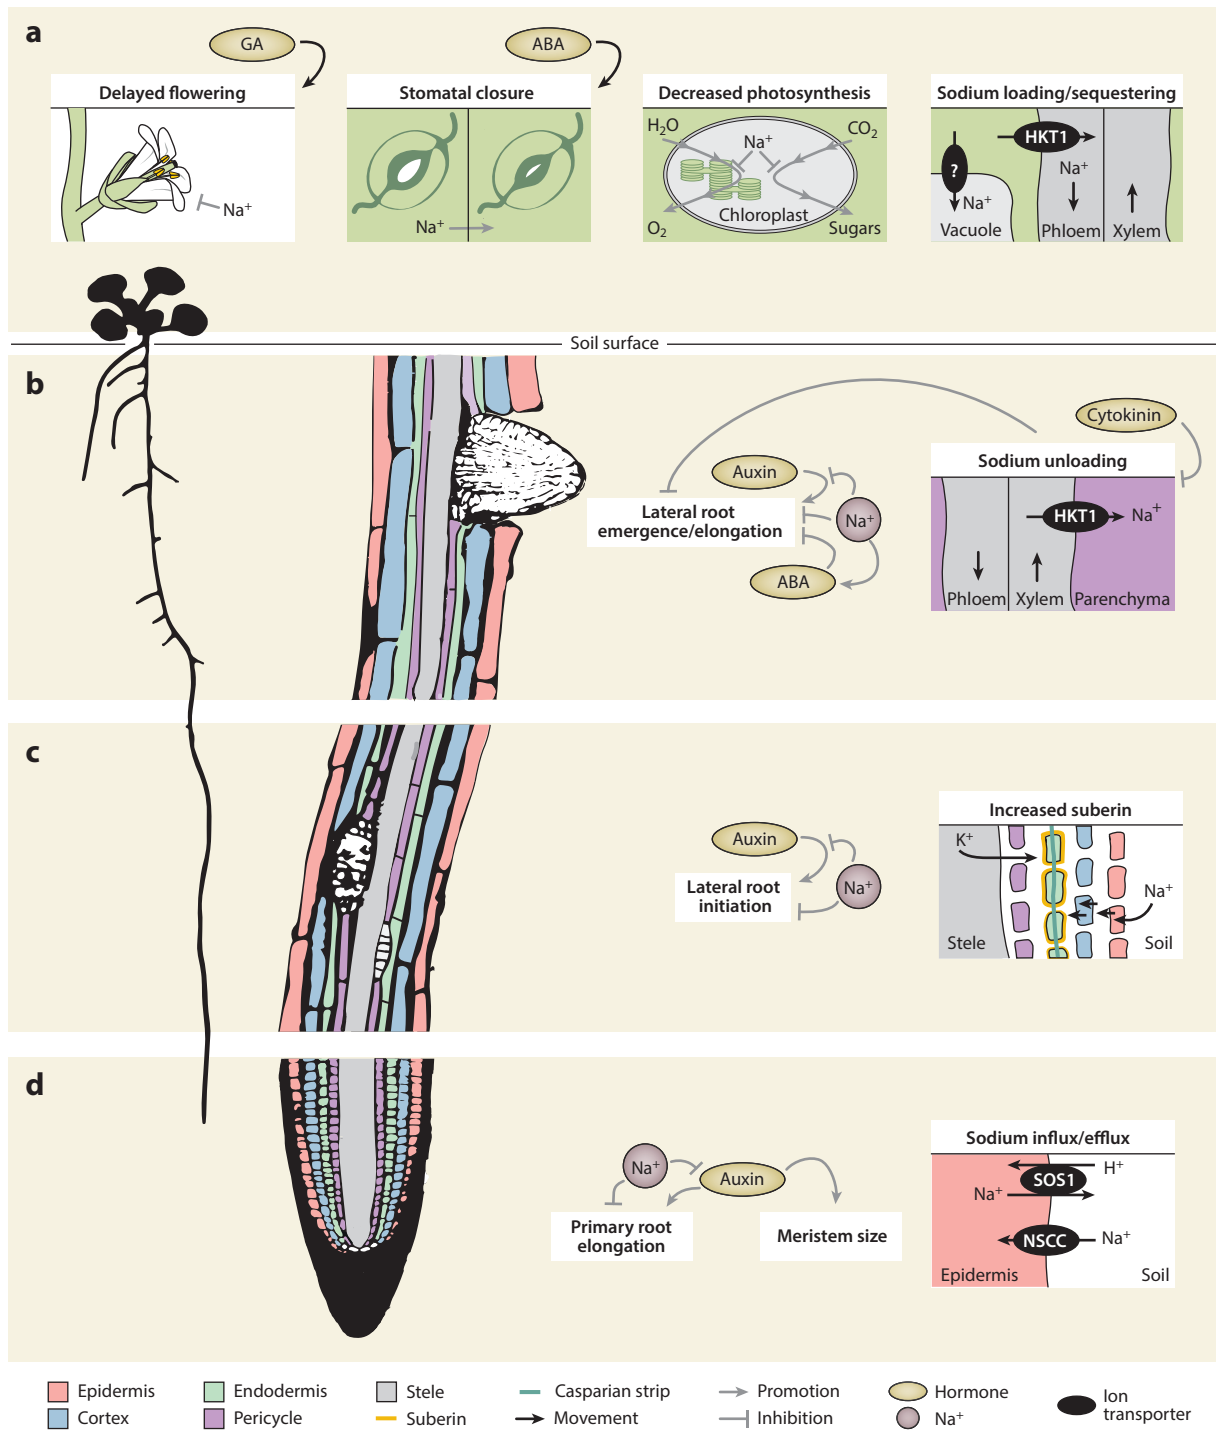 a
GA
ABA
Delayed flowering
Na⁺
Stomatal closure
Na⁺
Decreased photosynthesis
H₂O
CO₂
Na⁺
Chloroplast
O₂
Sugars
Sodium loading/sequestering
HKT1
?
Na⁺
Na⁺
Vacuole
Phloem
Xylem
Soil surface
b
Cytokinin
Auxin
Lateral root
emergence/elongation
Na⁺
ABA
Sodium unloading
HKT1
Na⁺
Phloem
Xylem
Parenchyma
c
Auxin
Na⁺
Lateral root
initiation
Increased suberin
K⁺
Na⁺
Stele
Soil
d
Na⁺
Auxin
Primary root
elongation
Meristem size
Sodium influx/efflux
H⁺
SOS1
Na⁺
NSCC
Na⁺
Epidermis
Soil
Epidermis
Endodermis
Stele
Casparian strip
Promotion
Hormone
Ion
transporter
Cortex
Pericycle
Suberin
Movement
Inhibition
Na⁺